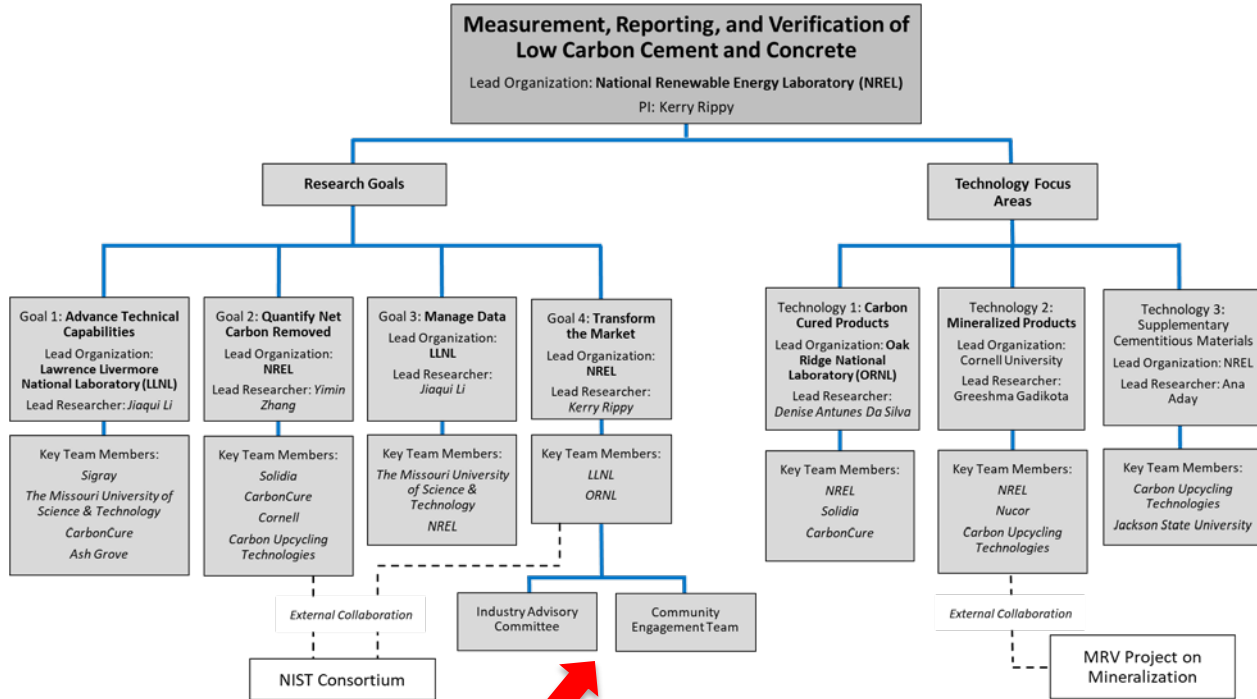 Measurement, Reporting, and Verification of
Low Carbon Cement and Concrete
Lead Organization: National Renewable Energy Laboratory (NREL)
PI: Kerry Rippy
Research Goals
Technology Focus
Areas
Goal 1: Advance Technical
Capabilities
Lead Organization:
Lawrence Livermore
National Laboratory (LLNL)
Lead Researcher: Jiaqui Li
Goal 2: Quantify Net
Carbon Removed
Lead Organization:
NREL
Lead Researcher: Yimin
Zhang
Goal 3: Manage Data
Lead Organization:
LLNL
Lead Researcher:
Jiaqui Li
Goal 4: Transform
the Market
Lead Organization:
NREL
Lead Researcher:
Kerry Rippy
Technology 1: Carbon
Cured Products
Lead Organization: Oak
Ridge National
Laboratory (ORNL)
Lead Researcher:
Denise Antunes Da Silva
Technology 2:
Mineralized Products
Lead Organization:
Cornell University
Lead Researcher:
Greeshma Gadikota
Technology 3:
Supplementary
Cementitious Materials
Lead Organization: NREL
Lead Researcher: Ana
Aday
Key Team Members:
Sigray
The Missouri University of
Science & Technology
CarbonCure
Ash Grove
Key Team Members:
Solidia
CarbonCure
Cornell
Carbon Upcycling
Technologies
Key Team Members:
The Missouri University
of Science &
Technology
NREL
Key Team Members:
LLNL
ORNL
Key Team Members:
NREL
Solidia
CarbonCure
Key Team Members:
NREL
Nucor
Carbon Upcycling
Technologies
Key Team Members:
Carbon Upcycling
Technologies
Jackson State University
External Collaboration
Industry Advisory
Committee
Community
Engagement Team
External Collaboration
NIST Consortium
MRV Project on
Mineralization